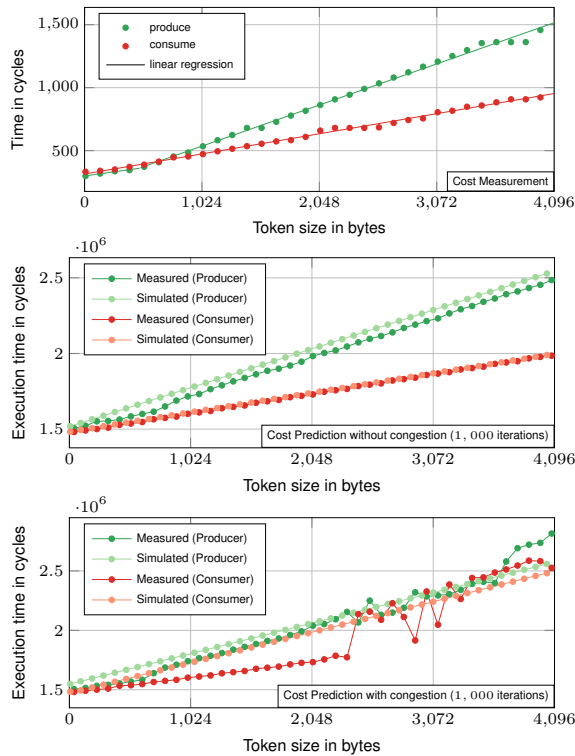 1,500
1,000
500
Time in cycles
produce
consume
linear regression
Cost Measurement
0
1,024
2,048
3,072
4,096
Token size in bytes
·10^6
2.5
2
1.5
Execution time in cycles
Measured (Producer)
Simulated (Producer)
Measured (Consumer)
Simulated (Consumer)
Cost Prediction without congestion (1, 000 iterations)
0
1,024
2,048
3,072
4,096
Token size in bytes
·10^6
2.5
2
1.5
Execution time in cycles
Measured (Producer)
Simulated (Producer)
Measured (Consumer)
Simulated (Consumer)
Cost Prediction with congestion (1, 000 iterations)
0
1,024
2,048
3,072
4,096
Token size in bytes